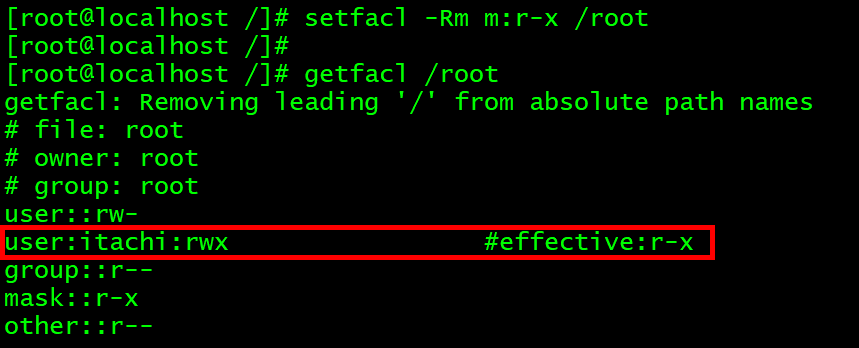 [root@localhost /]# setfacl -Rm m:r-x /root
[root@localhost /]#
[root@localhost /]# getfacl /root
getfacl: Removing leading '/' from absolute path names
# file: root
# owner: root
# group: root
user::rw-
user:itachi:rwx                 #effective:r-x
group::r--
mask::r-x
other::r--